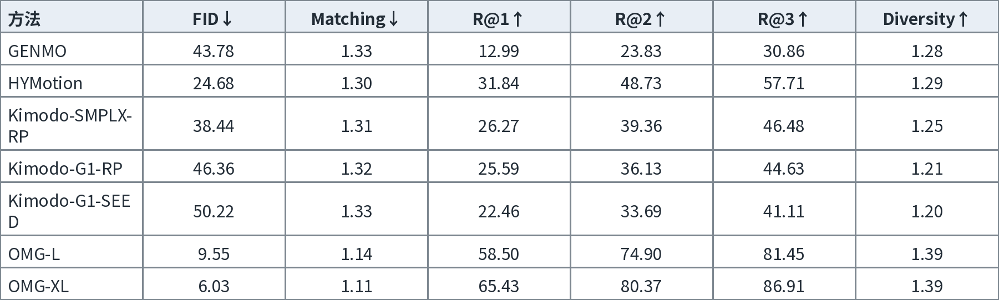 方法 FID↓ Matching↓ R@1↑ R@2↑ R@3↑ Diversity↑
GENMO 43.78 1.33 12.99 23.83 30.86 1.28
HYMotion 24.68 1.30 31.84 48.73 57.71 1.29
Kimodo-SMPLX-
RP 38.44 1.31 26.27 39.36 46.48 1.25
Kimodo-G1-RP 46.36 1.32 25.59 36.13 44.63 1.21
Kimodo-G1-SEE
D 50.22 1.33 22.46 33.69 41.11 1.20
OMG-L 9.55 1.14 58.50 74.90 81.45 1.39
OMG-XL 6.03 1.11 65.43 80.37 86.91 1.39